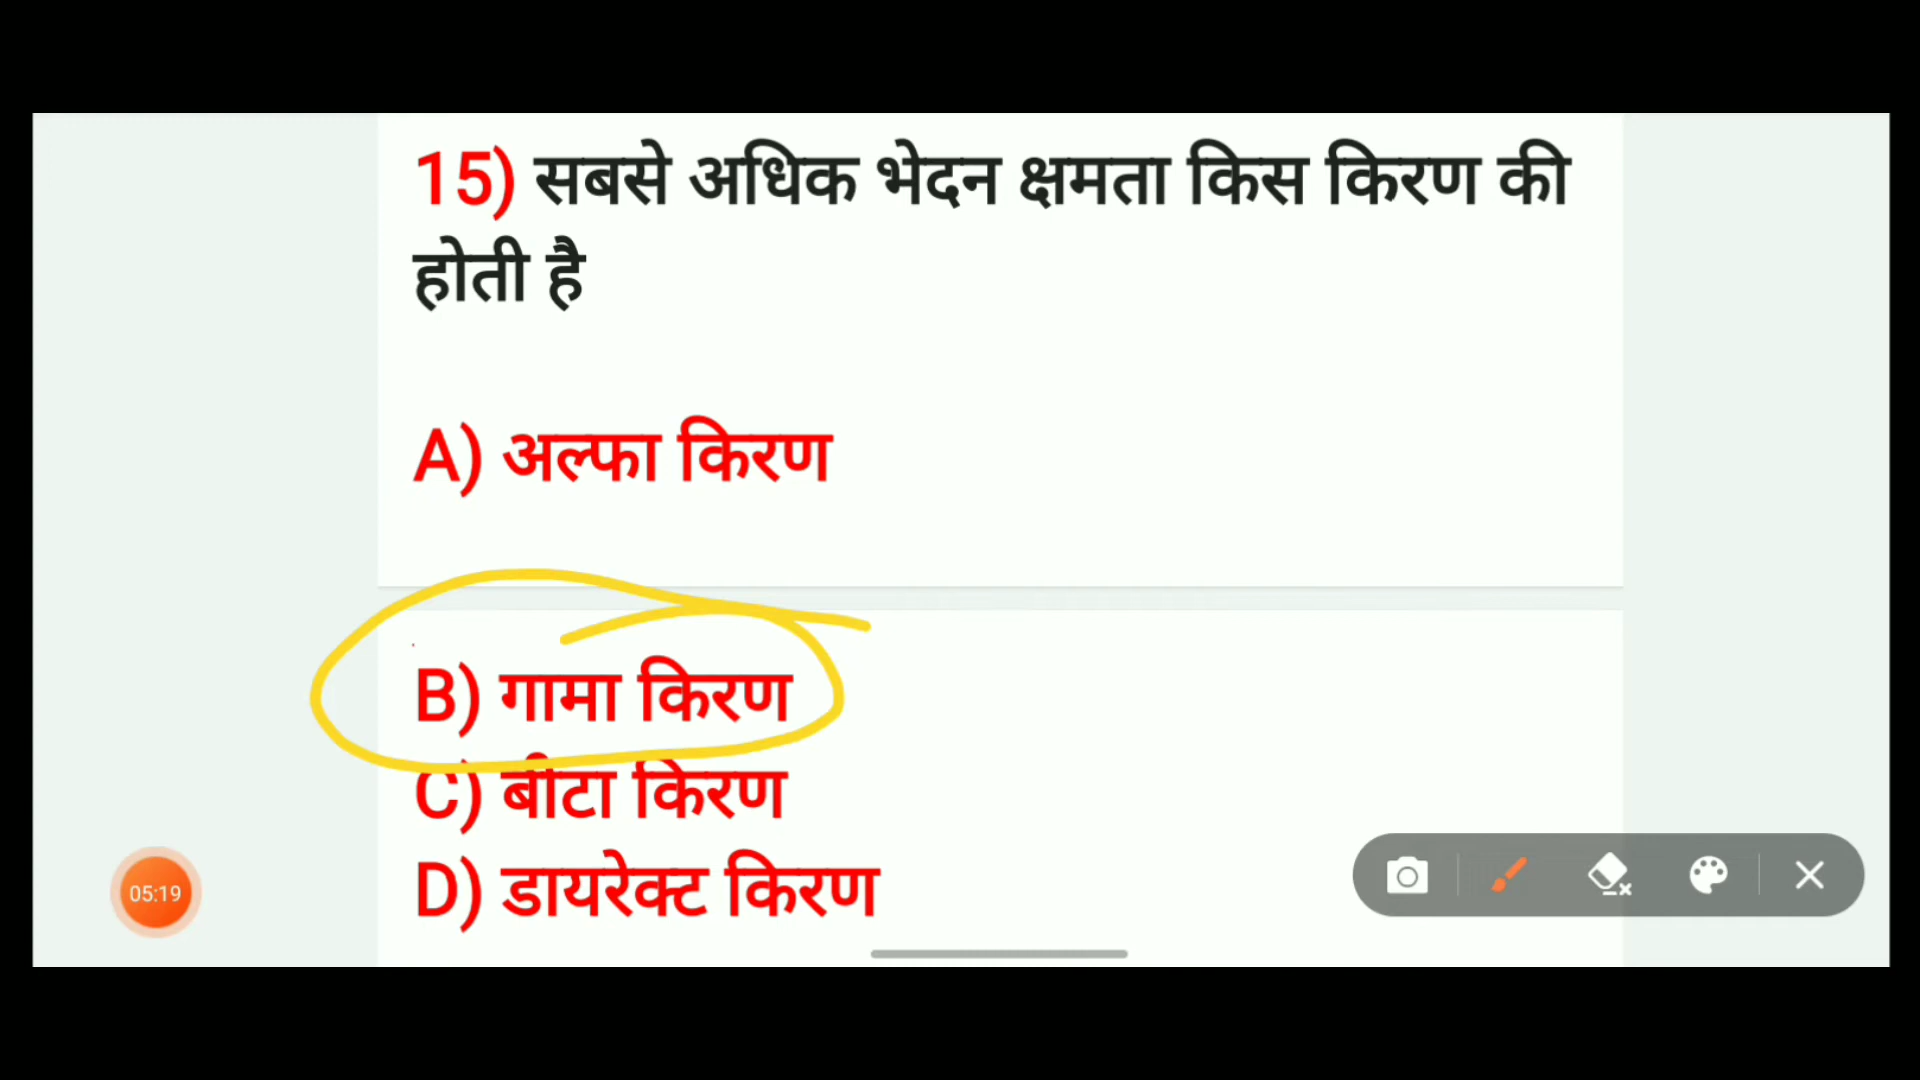 15) सबसे अधिक भेदन क्षमता किस किरण की
होती है
A) अल्फा किरण
B) गामा किरण
C) बीटा किरण
D) डायरेक्ट किरण
05:19